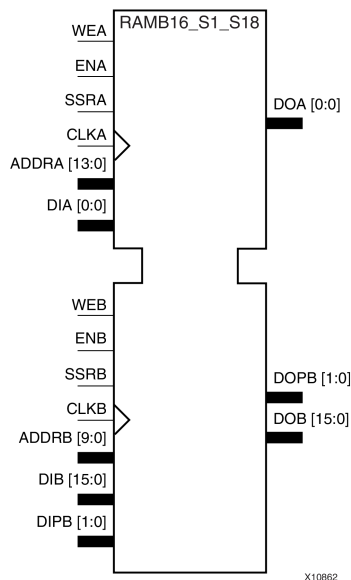 RAMB16_S1_S18
WEA
ENA
SSRA
CLKA
ADDRA [13:0]
DIA [0:0]
DOA [0:0]
WEB
ENB
SSRB
CLKB
ADDRB [9:0]
DIB [15:0]
DIPB [1:0]
DOPB [1:0]
DOB [15:0]
X10862